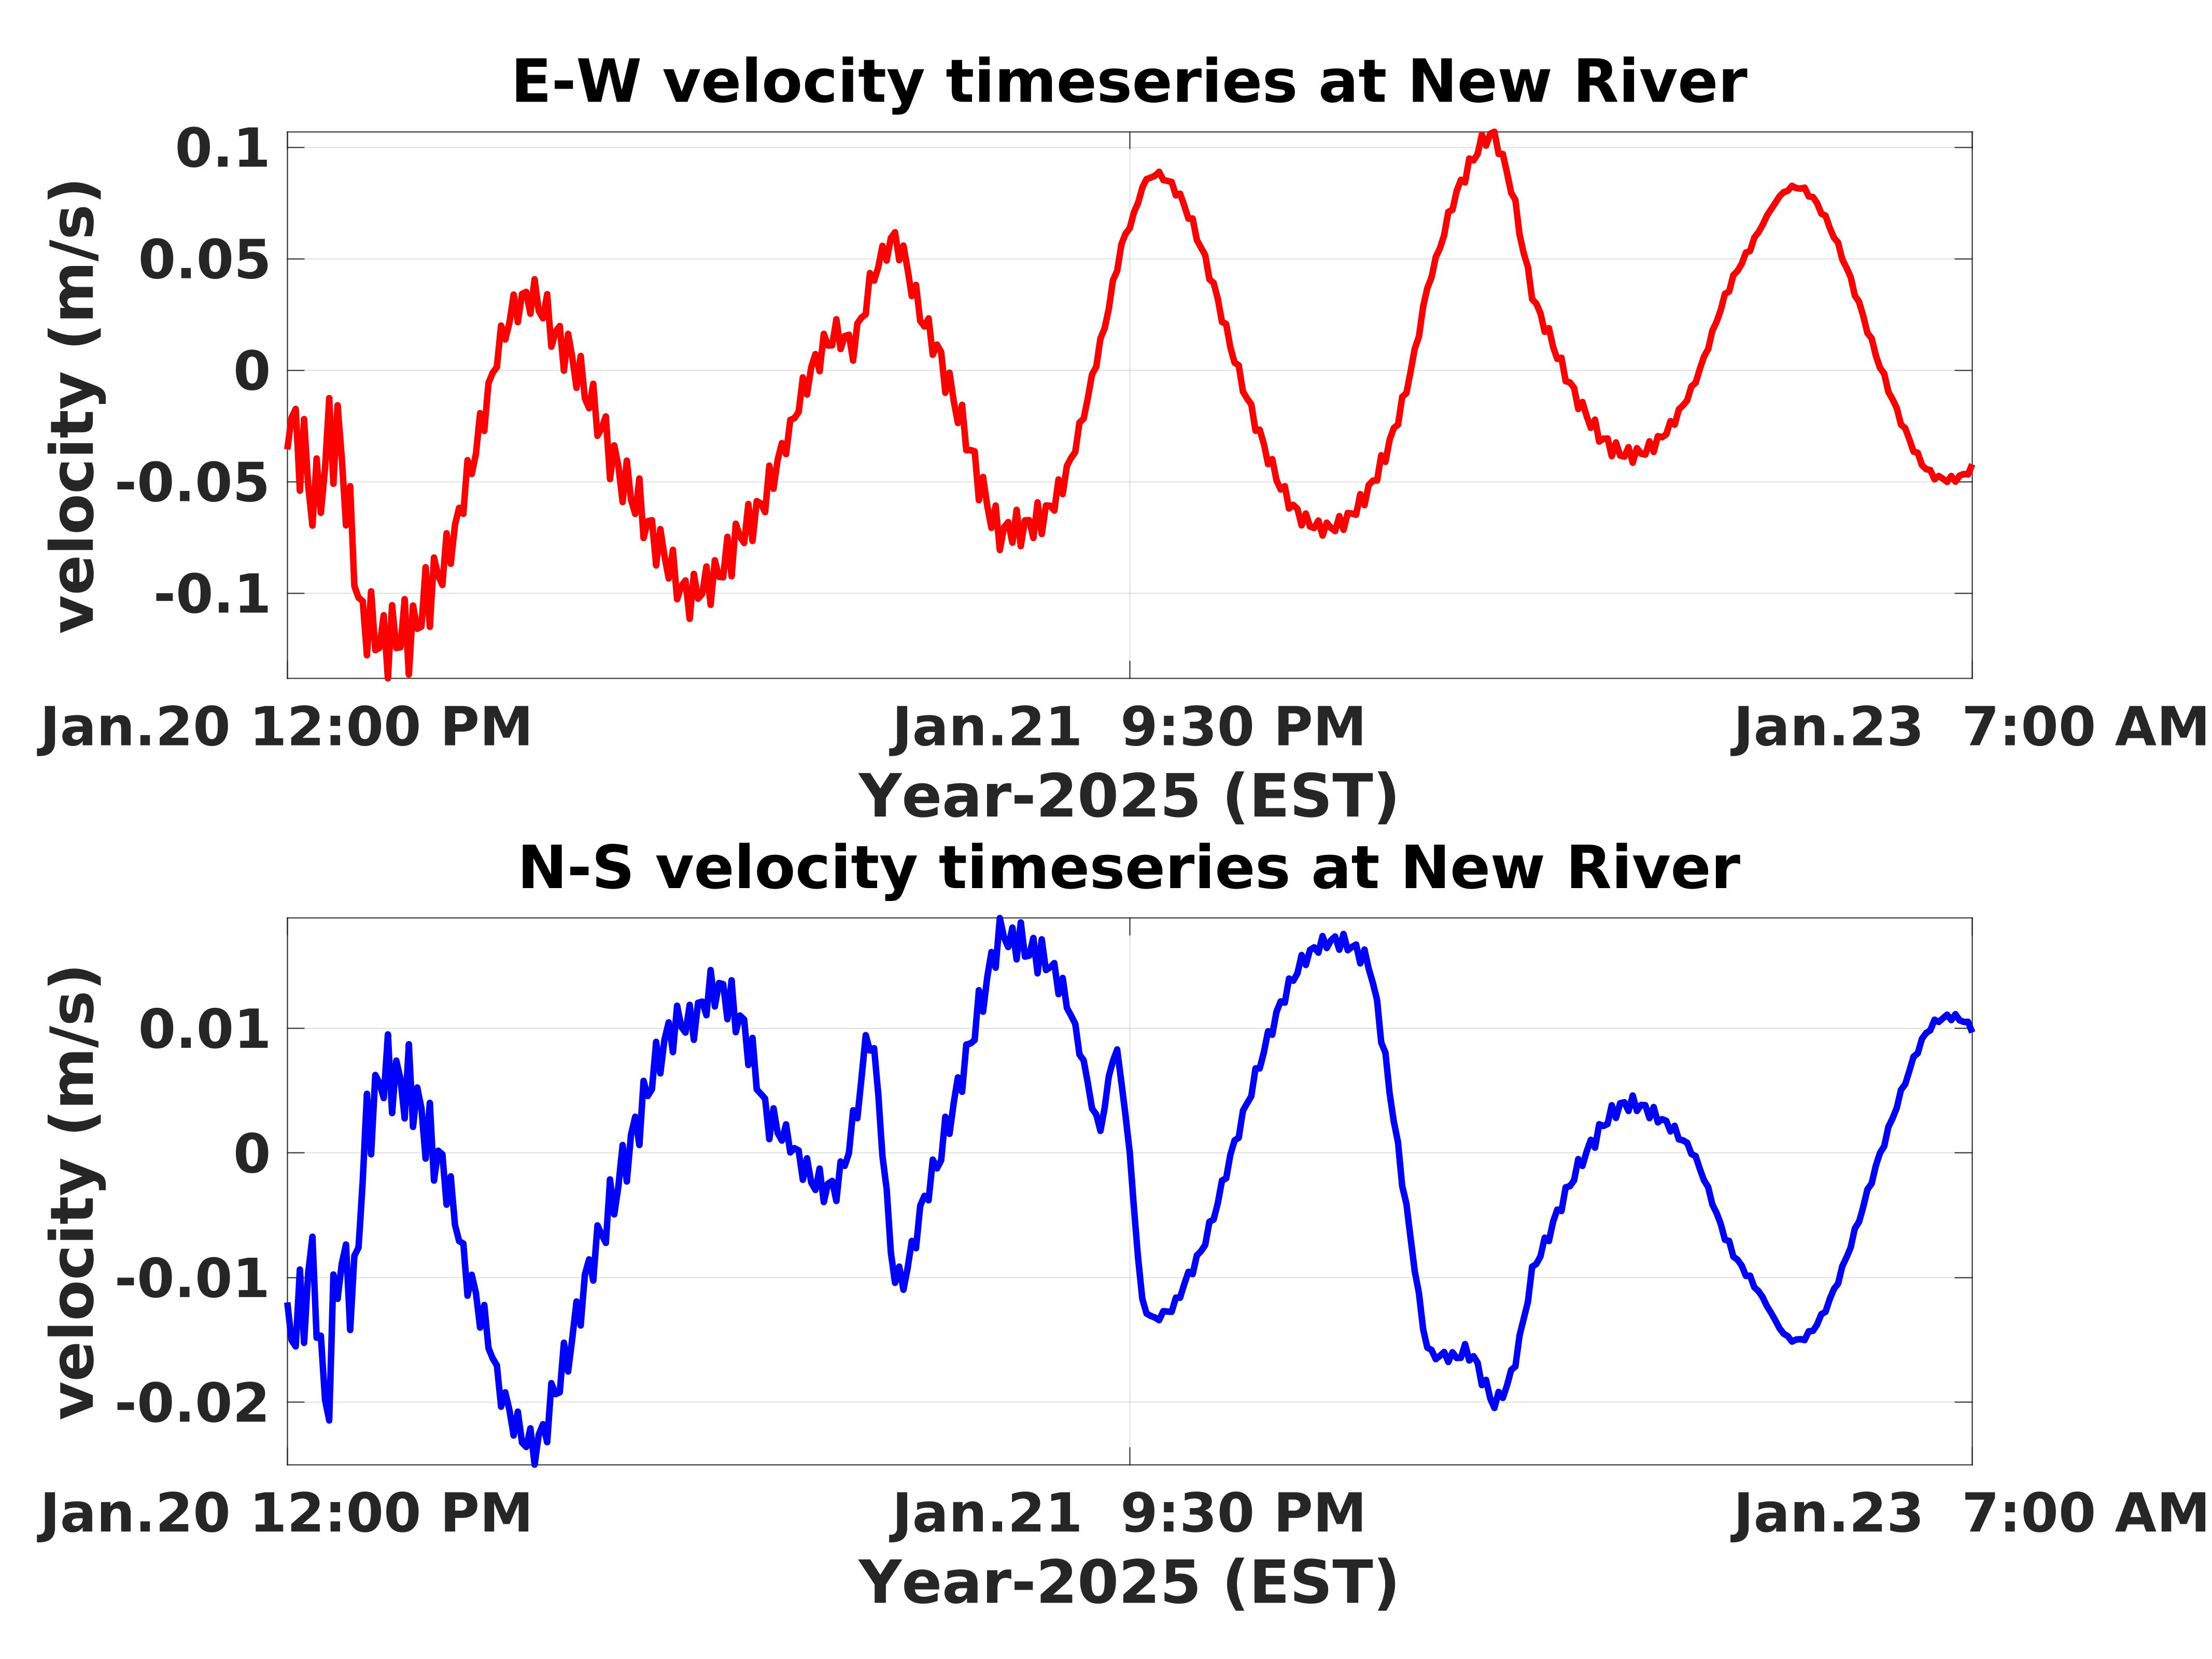 E-W velocity timeseries at New River
velocity (m/s)
0.1
0.05
0
-0.05
-0.1
Jan.20 12:00 PM Jan.21 9:30 PM Jan.23 7:00 AM
Year-2025 (EST)
N-S velocity timeseries at New River
velocity (m/s)
0.01
0
-0.01
-0.02
Jan.20 12:00 PM Jan.21 9:30 PM Jan.23 7:00 AM
Year-2025 (EST)